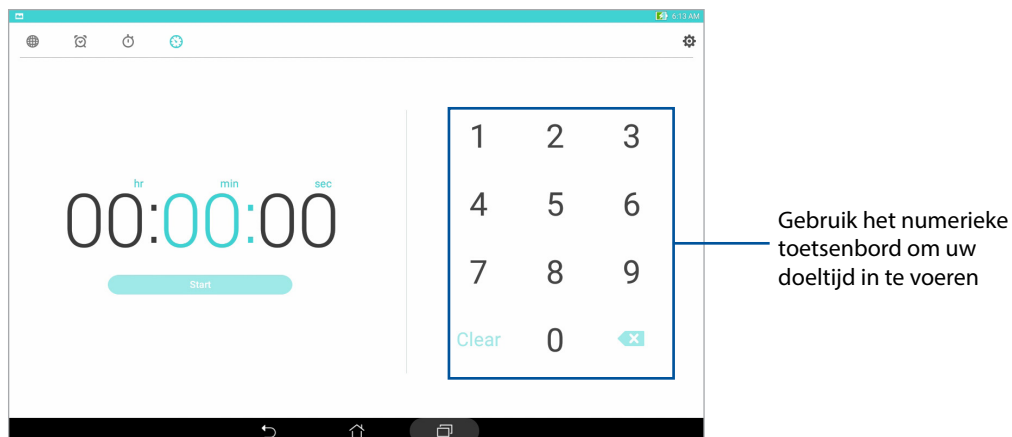 6:13 AM
hr min sec
00:00:00
Start
1 2 3
4 5 6
7 8 9
Clear 0
Gebruik het numerieke
toetsenbord om uw
doeltijd in te voeren